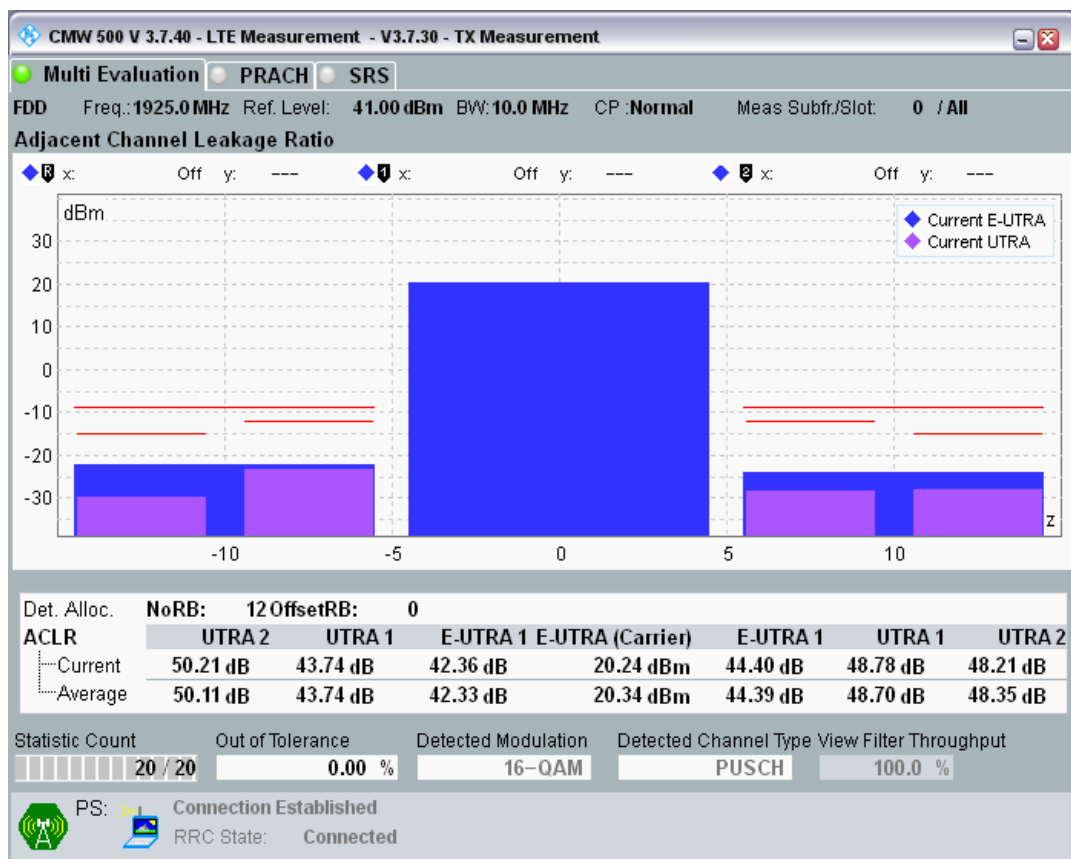 CMW 500 V 3.7.40 - LTE Measurement - V3.7.30 - TX Measurement
Multi Evaluation PRACH SRS
FDD Freq.: 1925.0 MHz Ref. Level: 41.00 dBm BW: 10.0 MHz CP :Normal Meas Subfr./Slot: 0 / All
Adjacent Channel Leakage Ratio
R x: Off y: --- 1 x: Off y: --- 2 x: Off y: ---
dBm
Current E-UTRA
Current UTRA
30
20
10
0
-10
-20
-30
z
-10 -5 0 5 10
Det. Alloc. NoRB: 12 OffsetRB: 0
ACLR UTRA 2 UTRA 1 E-UTRA 1 E-UTRA (Carrier) E-UTRA 1 UTRA 1 UTRA 2
Current 50.21 dB 43.74 dB 42.36 dB 20.24 dBm 44.40 dB 48.78 dB 48.21 dB
Average 50.11 dB 43.74 dB 42.33 dB 20.34 dBm 44.39 dB 48.70 dB 48.35 dB
Statistic Count Out of Tolerance Detected Modulation Detected Channel Type View Filter Throughput
20 / 20 0.00 % 16-QAM PUSCH 100.0 %
PS: Connection Established
RRC State: Connected